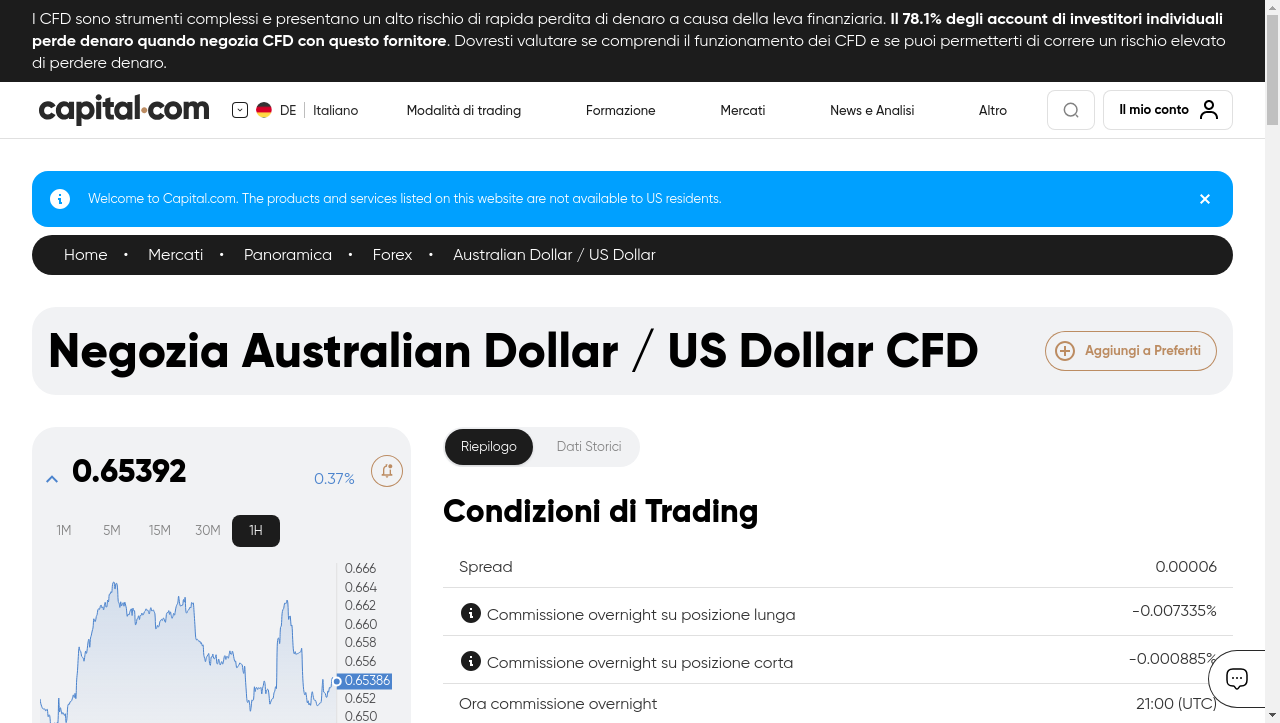 I CFD sono strumenti complessi e presentano un alto rischio di rapida perdita di denaro a causa della leva finanziaria. Il 78.1% degli account di investitori individuali
perde denaro quando negozia CFD con questo fornitore. Dovresti valutare se comprendi il funzionamento dei CFD e se puoi permetterti di correre un rischio elevato
di perdere denaro.
capital.com DE Italiano Modalità di trading Formazione Mercati News e Analisi Altro Il mio conto
Welcome to Capital.com. The products and services listed on this website are not available to US residents.
Home • Mercati • Panoramica • Forex • Australian Dollar / US Dollar
Negozia Australian Dollar / US Dollar CFD
Aggiungi a Preferiti
0.65392 0.37%
1M 5M 15M 30M 1H
0.666
0.664
0.662
0.660
0.658
0.656
0.65386
0.652
0.650
Riepilogo Dati Storici
Condizioni di Trading
Spread 0.00006
Commissione overnight su posizione lunga -0.007335%
Commissione overnight su posizione corta -0.000885%
Ora commissione overnight 21:00 (UTC)